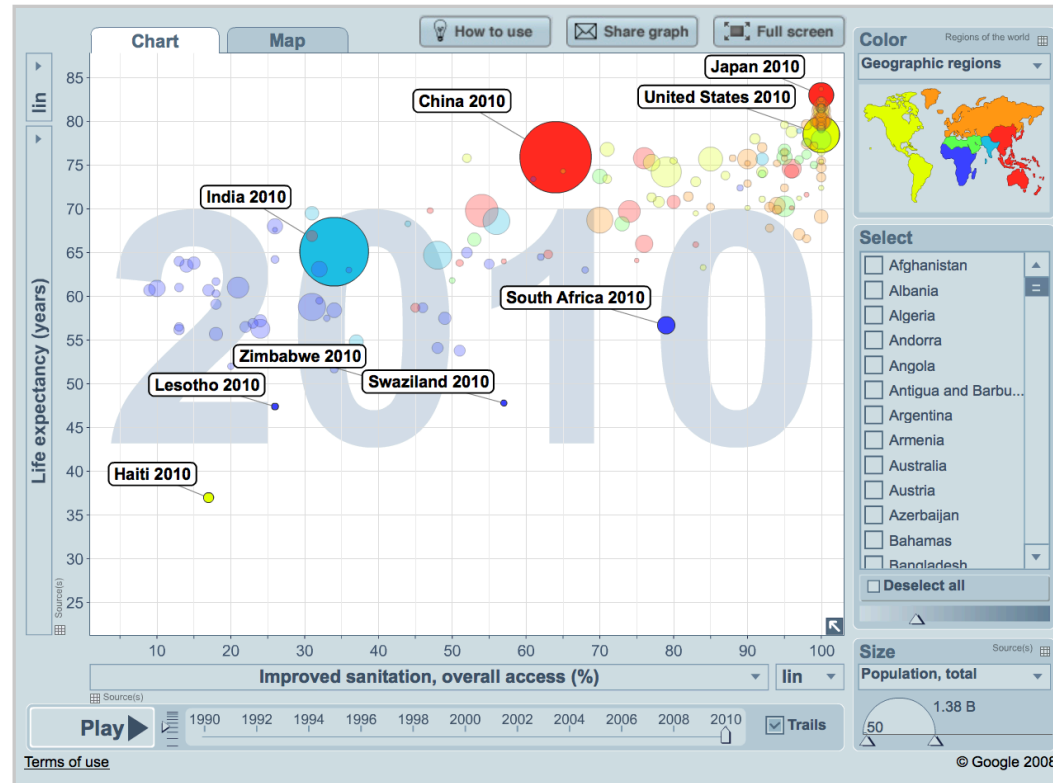 Chart
Map
How to use
Share graph
Full screen
Color
Regions of the world
Geographic regions
lin
Life expectancy (years)
Source(s)
85
80
75
70
65
60
55
50
45
40
35
30
25
2010
Japan 2010
China 2010
United States 2010
India 2010
South Africa 2010
Zimbabwe 2010
Lesotho 2010
Swaziland 2010
Haiti 2010
Select
Afghanistan
Albania
Algeria
Andorra
Angola
Antigua and Barbu...
Argentina
Armenia
Australia
Austria
Azerbaijan
Bahamas
Bangladesh
Deselect all
10 20 30 40 50 60 70 80 90 100
Improved sanitation, overall access (%)
lin
Source(s)
Size
Source(s)
Population, total
1.38 B
50
Play
1990 1992 1994 1996 1998 2000 2002 2004 2006 2008 2010
Trails
Terms of use
© Google 2008